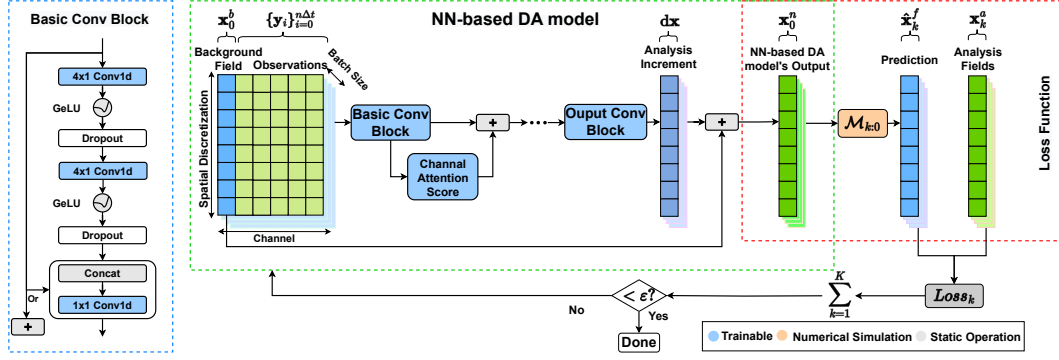 Basic Conv Block
4x1 Conv1d
GeLU
Dropout
4x1 Conv1d
GeLU
Dropout
Concat
Or
1x1 Conv1d
+
NN-based DA model
x_0^b
{y_i}_{i=0}^{nΔt}
Background
Field
Observations
Batch Size
Spatial Discretization
Channel
Basic Conv
Block
Channal
Attention
Score
+
Ouput Conv
Block
dx
Analysis
Increment
+
x_0^n
NN-based DA
model's Output
M_{k:0}
x̂_k^f
Prediction
x_k^a
Analysis
Fields
Loss Function
Loss_k
∑_{k=1}^{K}
< ε?
No
Yes
Done
Trainable
Numerical Simulation
Static Operation